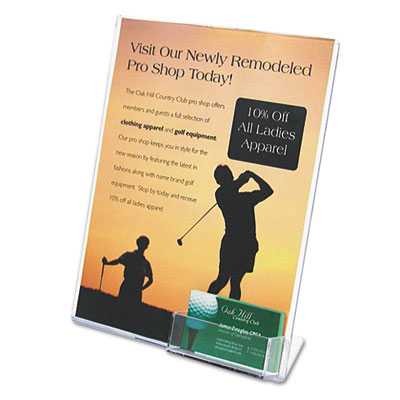 Visit Our Newly Remodeled
Pro Shop Today!
The Oak Hill Country Club pro shop offers
members and guests a full selection of
clothing apparel and golf equipment.
Our pro shop keeps you in style for the
new season by featuring the latest in
fashions along with name brand golf
equipment. Stop by today and receive
10% off all ladies apparel.
10% Off
All Ladies
Apparel
Oak Hill
Country Club
James Douglas, CPGA